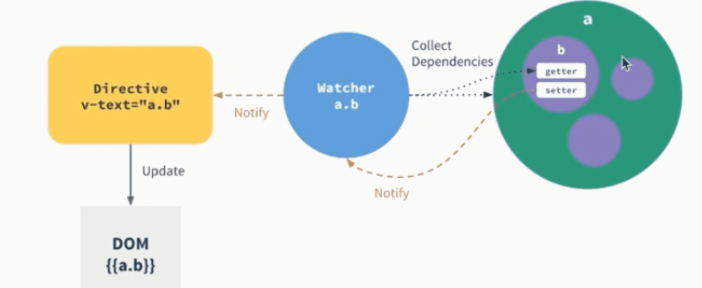 a
b
getter
setter
Collect
Dependencies
Watcher
a.b
Directive
v-text="a.b"
Notify
Update
Notify
DOM
{{a.b}}